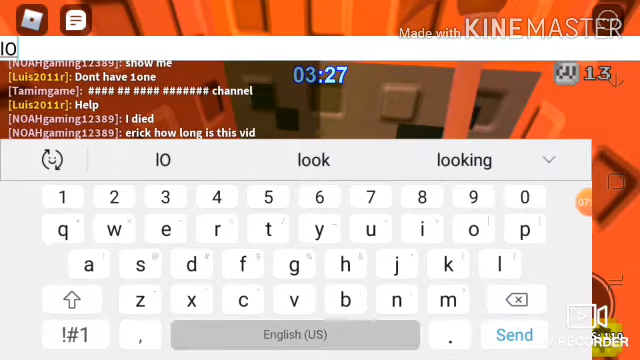 Made with KINEMASTER
lO
[NOAHgaming12389]: show me
[Luis2011r]: Dont have 1one
[Tamimgame]: #### ## #### ####### channel
[Luis2011r]: Help
[NOAHgaming12389]: I died
[NOAHgaming12389]: erick how long is this vid
03:27
13
lO look looking
1 2 3 4 5 6 7 8 9 0
q w e r t y u i o p
a s d f g h j k l
z x c v b n m
!#1 , English (US) . Send
RECORDER